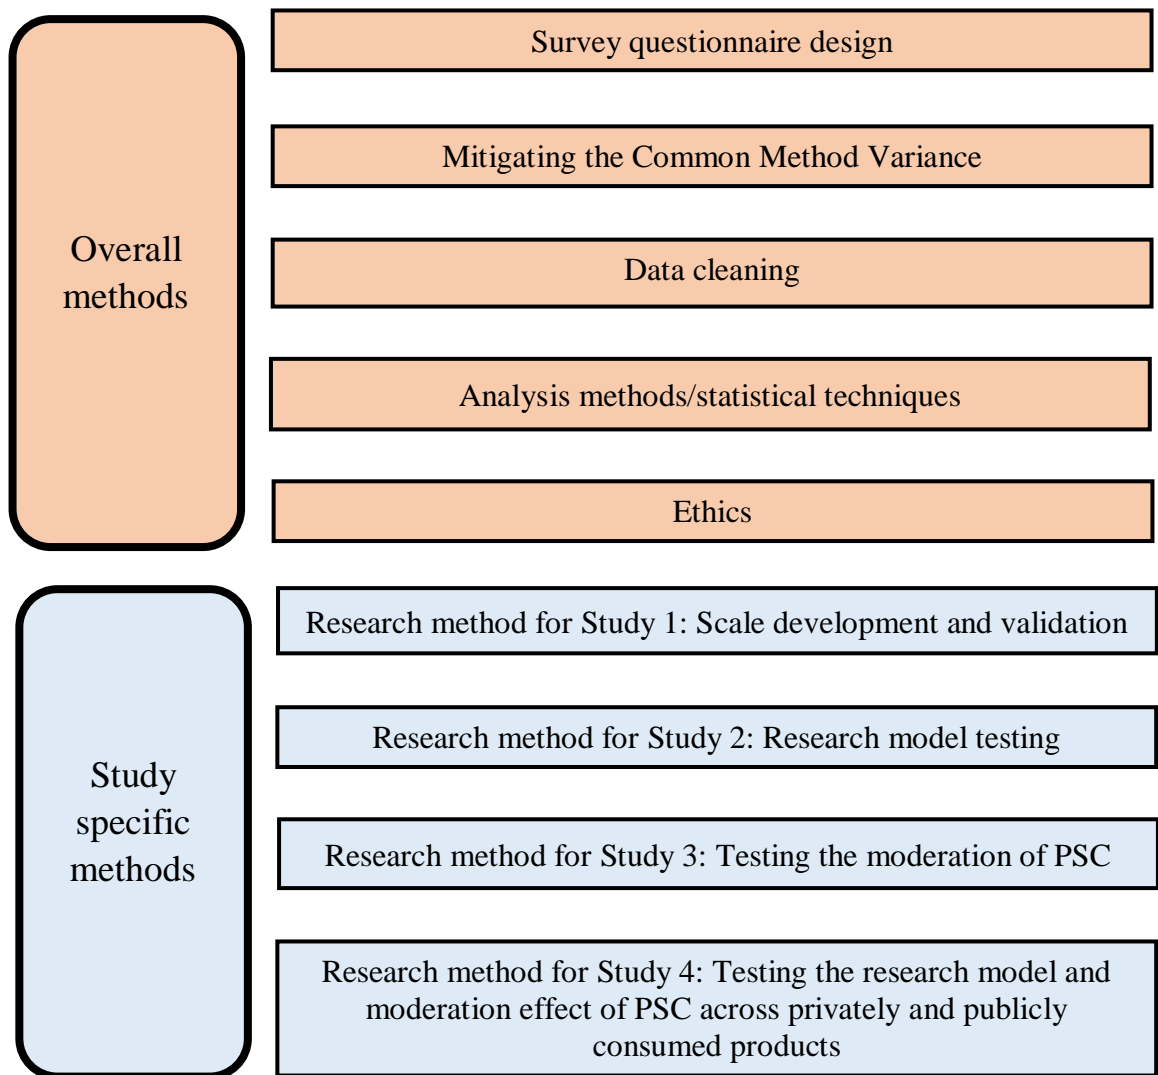 Overall
methods
Survey questionnaire design
Mitigating the Common Method Variance
Data cleaning
Analysis methods/statistical techniques
Ethics
Study
specific
methods
Research method for Study 1: Scale development and validation
Research method for Study 2: Research model testing
Research method for Study 3: Testing the moderation of PSC
Research method for Study 4: Testing the research model and
moderation effect of PSC across privately and publicly
consumed products